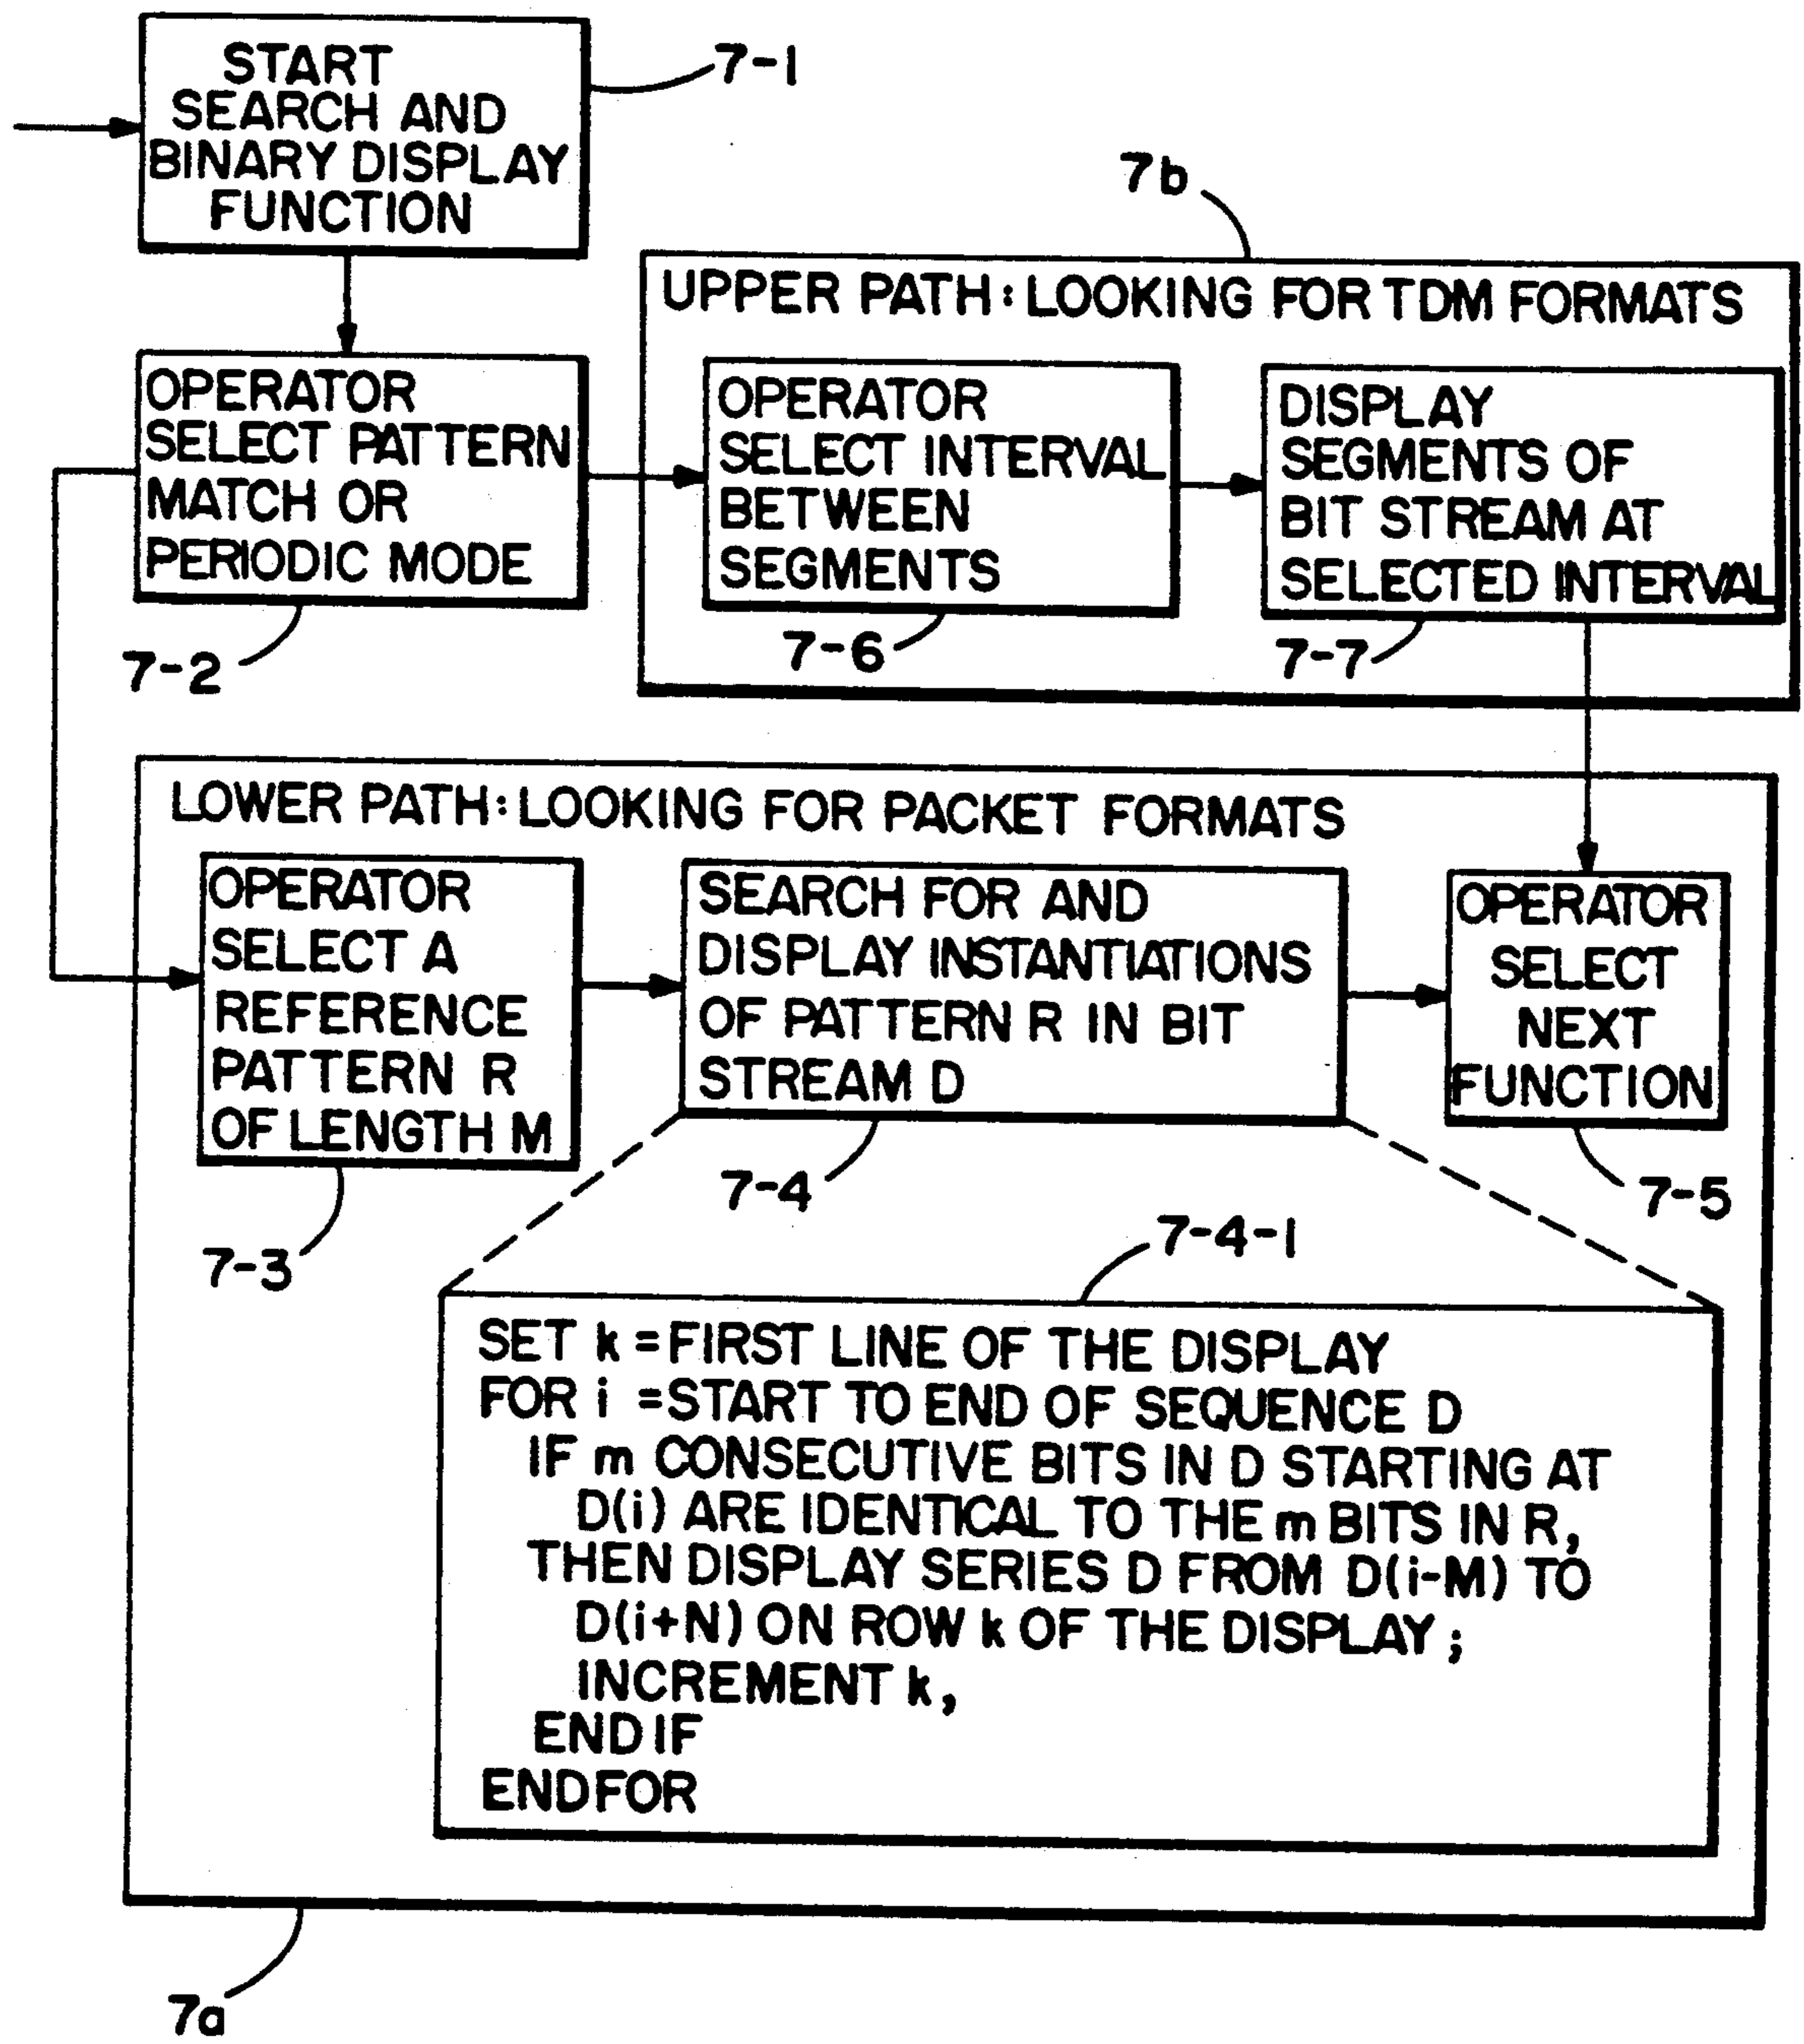 START
SEARCH AND
BINARY DISPLAY
FUNCTION
7-1
7b
UPPER PATH: LOOKING FOR TDM FORMATS
OPERATOR
SELECT PATTERN
MATCH OR
PERIODIC MODE
7-2
OPERATOR
SELECT INTERVAL
BETWEEN
SEGMENTS
7-6
DISPLAY
SEGMENTS OF
BIT STREAM AT
SELECTED INTERVAL
7-7
LOWER PATH: LOOKING FOR PACKET FORMATS
OPERATOR
SELECT A
REFERENCE
PATTERN R
OF LENGTH M
7-3
SEARCH FOR AND
DISPLAY INSTANTIATIONS
OF PATTERN R IN BIT
STREAM D
7-4
OPERATOR
SELECT
NEXT
FUNCTION
7-5
7-4-1
SET k = FIRST LINE OF THE DISPLAY
FOR i = START TO END OF SEQUENCE D
IF m CONSECUTIVE BITS IN D STARTING AT
D(i) ARE IDENTICAL TO THE m BITS IN R,
THEN DISPLAY SERIES D FROM D(i-M) TO
D(i+N) ON ROW k OF THE DISPLAY;
INCREMENT k,
END IF
ENDFOR
7a